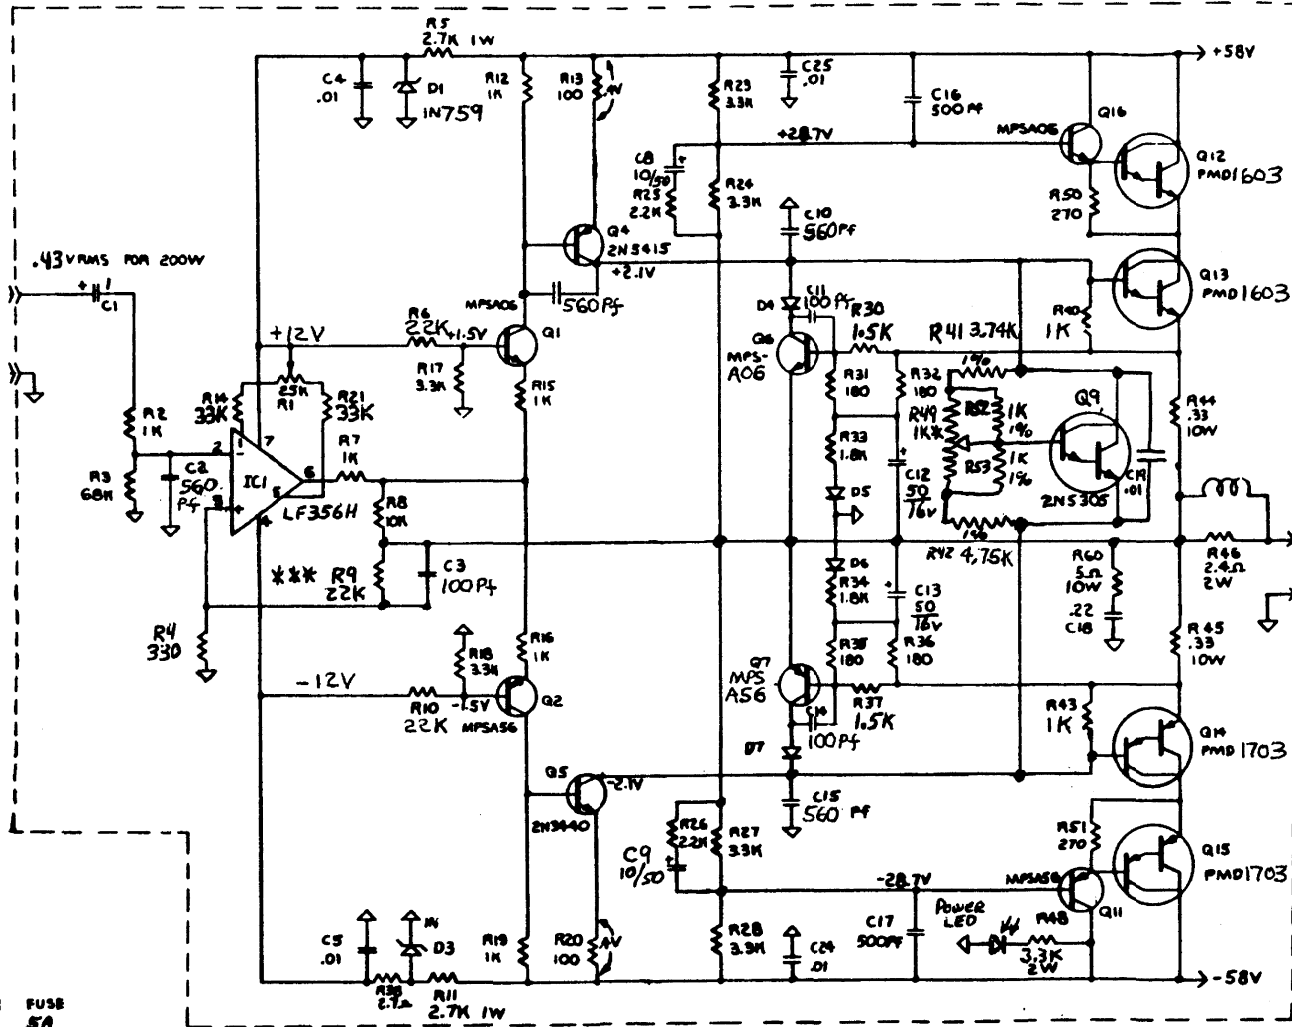 R5
2.7K 1W
+58V
C4
.01
D1
1N759
R12
1K
R13
100
.4V
C25
.01
R23
3.3K
C16
500Pf
MPSA05
Q16
+28.7V
Q12
PMD1603
C8
10/50
R25
2.2K
R24
3.3K
R50
270
C10
560Pf
Q4
2N5415
+2.1V
.43V RMS FOR 200W
C1
560Pf
MPSA06
Q1
D4
C11
100Pf
R30
1.5K
R40
1K
Q13
PMD1603
+12V
R6
22K
+1.5V
R17
3.3K
Q6
MPS-
A06
R41 3.74K
1%
R14
33K
25K
R1
R21
33K
R15
1K
R31
180
R32
180
R49
1K*
R52
1K
1%
Q9
R44
.33
10W
R2
1K
R3
68K
C2
560
Pf
2
7
IC1
6
5
4
LF356H
R7
1K
R8
10K
R33
1.8K
D5
C12
50
16V
R53
1K
1%
2N5305
C19
.01
1%
R42 4.75K
*** R9
22K
C3
100Pf
D6
R34
1.8K
C13
50
16V
R60
5Ω
10W
.22
C18
R46
2.4Ω
2W
R4
330
R16
1K
R18
3.3K
R35
180
R36
180
R45
.33
10W
-12V
R10
22K
-1.5V
MPSA56
Q2
Q7
MPS
A56
C14
100Pf
R37
1.5K
R43
1K
Q14
PMD1703
D7
Q5
-2.1V
2N3440
C15
560 Pf
R26
2.2K
R27
3.3K
C9
10/50
R51
270
Q15
PMD1703
-28.7V
MPSA56
Q11
POWER
LED
R48
3.3K
2W
C5
.01
D3
R19
1K
R20
100
.4V
R28
3.3K
C24
.01
C17
500Pf
2.7Ω
R11
2.7K 1W
-58V
FUSE
5A